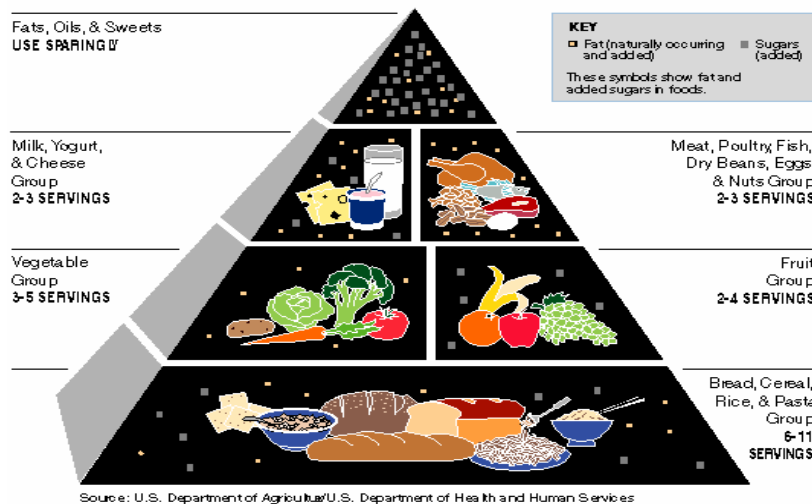 Fats, Oils, & Sweets
USE SPARINGLY
KEY
Fat (naturally occurring
and added)
Sugars
(added)
These symbols show fat and
added sugars in foods.
Milk, Yogurt,
& Cheese
Group
2-3 SERVINGS
Meat, Poultry, Fish,
Dry Beans, Eggs,
& Nuts Group
2-3 SERVINGS
Vegetable
Group
3-5 SERVINGS
Fruit
Group
2-4 SERVINGS
Bread, Cereal,
Rice, & Pasta
Group
6-11
SERVINGS
Source: U.S. Department of Agriculture/U.S. Department of Health and Human Services